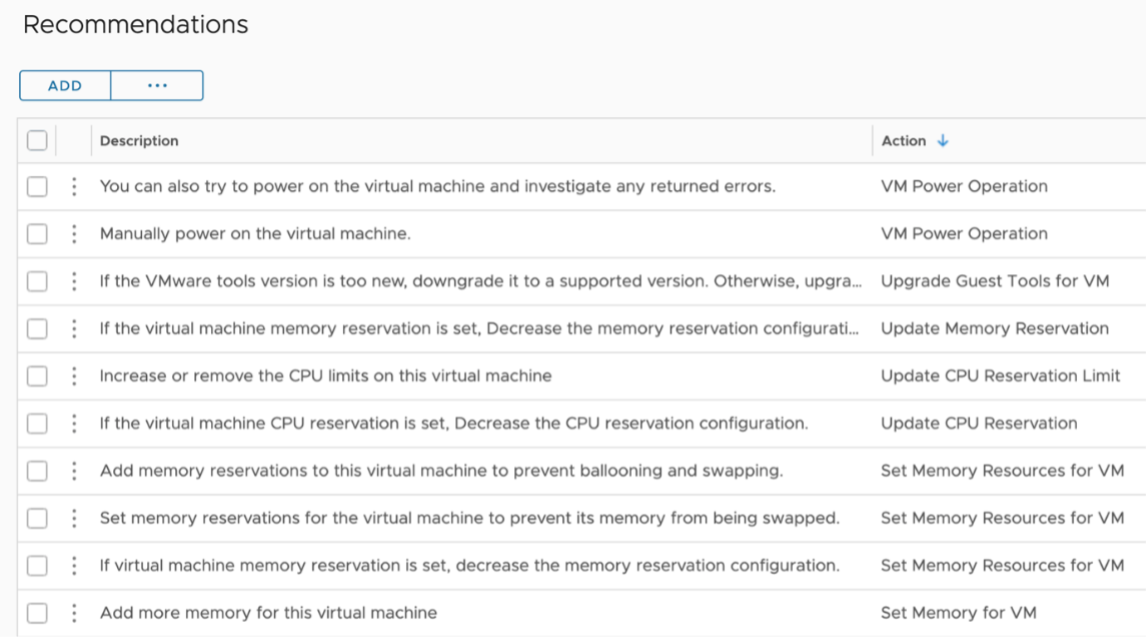 Recommendations
ADD ...
Description Action
You can also try to power on the virtual machine and investigate any returned errors. VM Power Operation
Manually power on the virtual machine. VM Power Operation
If the VMware tools version is too new, downgrade it to a supported version. Otherwise, upgra... Upgrade Guest Tools for VM
If the virtual machine memory reservation is set, Decrease the memory reservation configurati... Update Memory Reservation
Increase or remove the CPU limits on this virtual machine Update CPU Reservation Limit
If the virtual machine CPU reservation is set, Decrease the CPU reservation configuration. Update CPU Reservation
Add memory reservations to this virtual machine to prevent ballooning and swapping. Set Memory Resources for VM
Set memory reservations for the virtual machine to prevent its memory from being swapped. Set Memory Resources for VM
If virtual machine memory reservation is set, decrease the memory reservation configuration. Set Memory Resources for VM
Add more memory for this virtual machine Set Memory for VM